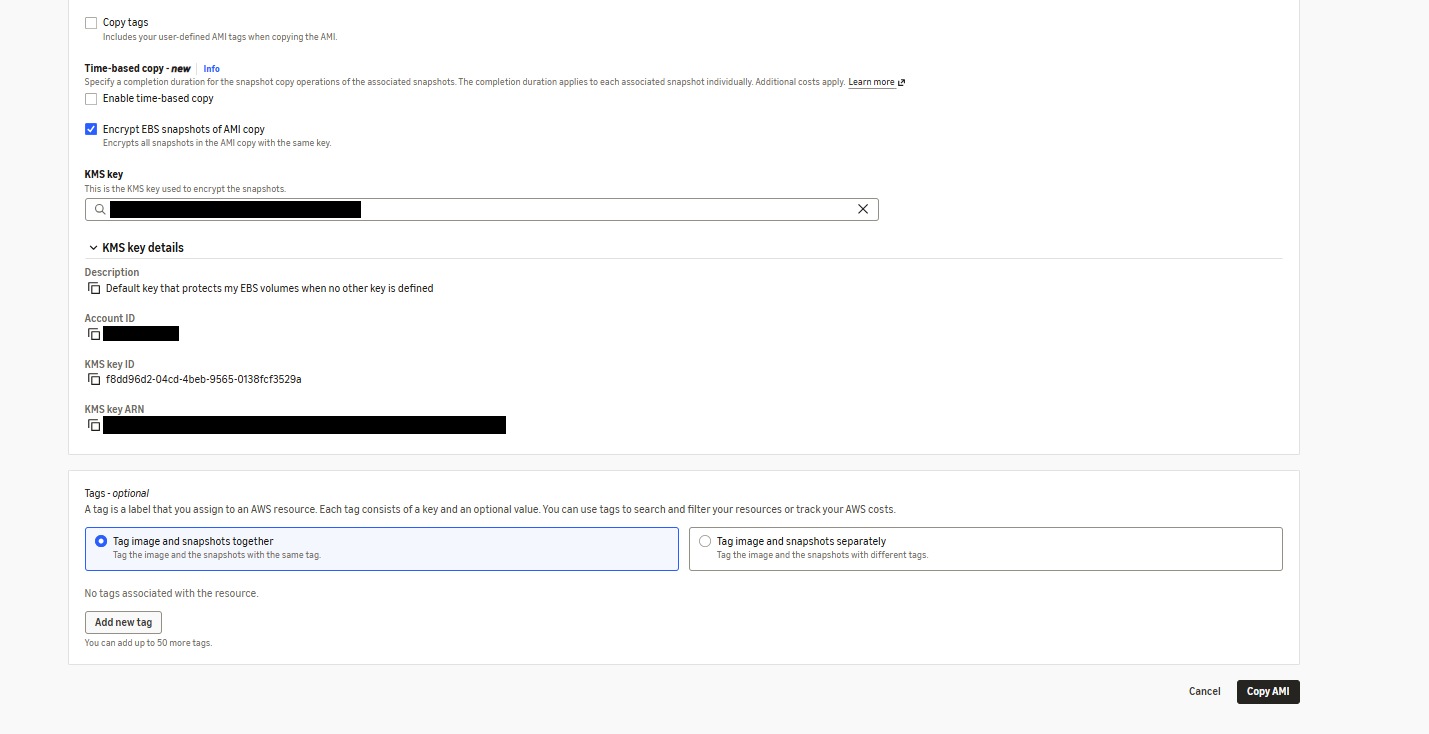 Copy tags
Includes your user-defined AMI tags when copying the AMI.
Time-based copy - new Info
Specify a completion duration for the snapshot copy operations of the associated snapshots. The completion duration applies to each associated snapshot individually. Additional costs apply. Learn more
Enable time-based copy
Encrypt EBS snapshots of AMI copy
Encrypts all snapshots in the AMI copy with the same key.
KMS key
This is the KMS key used to encrypt the snapshots.
KMS key details
Description
Default key that protects my EBS volumes when no other key is defined
Account ID
KMS key ID
f8dd96d2-04cd-4beb-9565-0138fcf3529a
KMS key ARN
Tags - optional
A tag is a label that you assign to an AWS resource. Each tag consists of a key and an optional value. You can use tags to search and filter your resources or track your AWS costs.
Tag image and snapshots together
Tag the image and the snapshots with the same tag.
Tag image and snapshots separately
Tag the image and the snapshots with different tags.
No tags associated with the resource.
Add new tag
You can add up to 50 more tags.
Cancel
Copy AMI